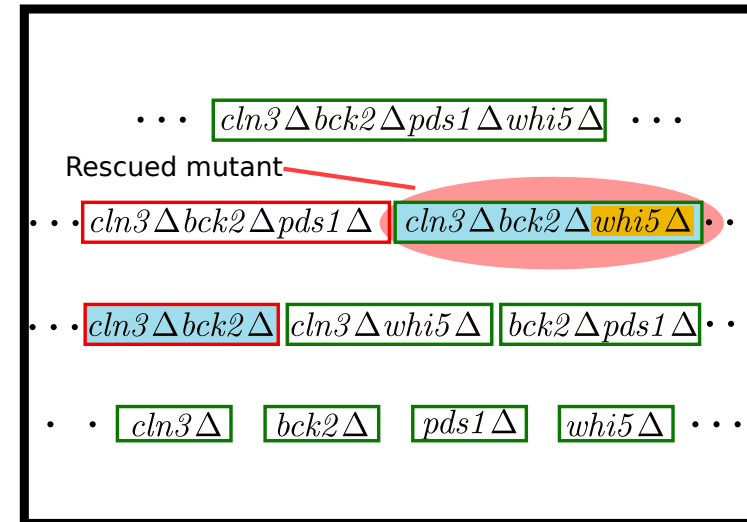 ··· cln3Δbck2Δpds1Δwhi5Δ ···
Rescued mutant
··· cln3Δbck2Δpds1Δ cln3Δbck2Δwhi5Δ ··
··· cln3Δbck2Δ cln3Δwhi5Δ bck2Δpds1Δ ··
·· cln3Δ bck2Δ pds1Δ whi5Δ ···